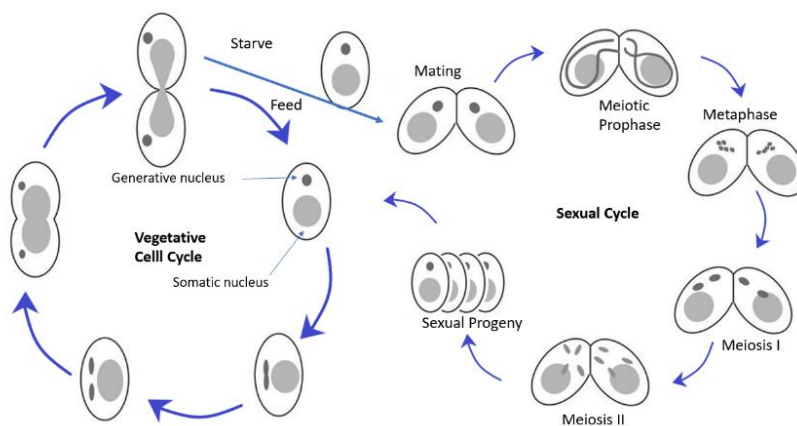 Starve
Feed
Mating
Meiotic
Prophase
Metaphase
Generative nucleus
Vegetative
Celll Cycle
Somatic nucleus
Sexual Cycle
Sexual Progeny
Meiosis I
Meiosis II